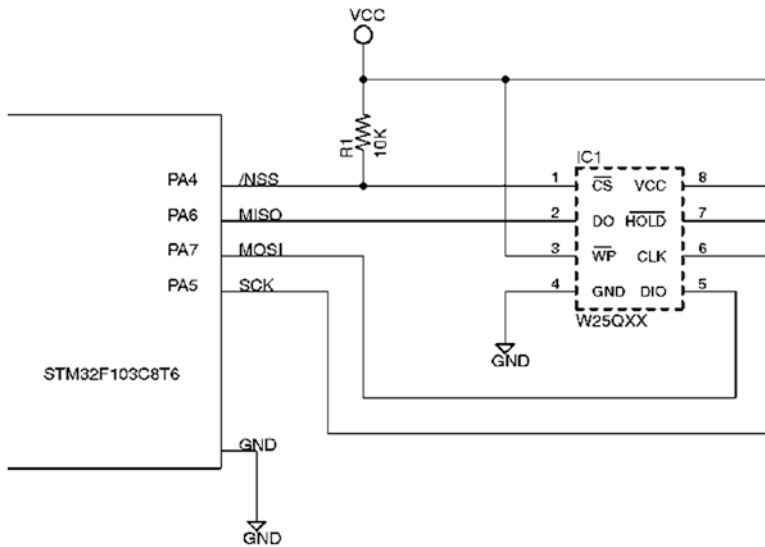 VCC
R1
10K
IC1
PA4 /NSS 1 CS VCC 8
PA6 MISO 2 DO HOLD 7
PA7 MOSI 3 WP CLK 6
PA5 SCK 4 GND DIO 5
W25QXX
GND
STM32F103C8T6
GND
GND